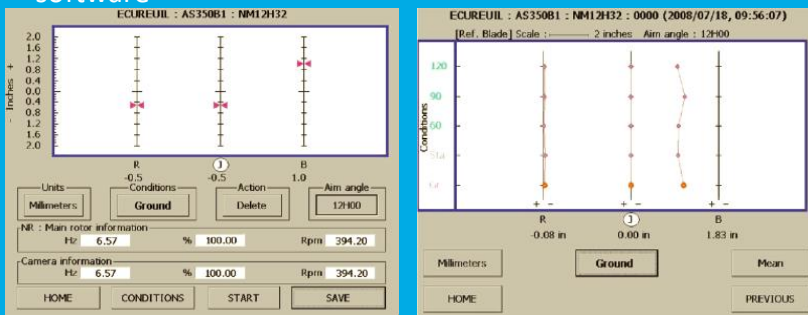 software
ECUREUIL : AS350B1 : NM12H32
- Inches +
2.0
1.6
1.2
0.8
0.4
0.0
0.4
0.8
1.2
1.6
2.0
R J B
-0.5 -0.5 1.0
Units Conditions Action Aim angle
Millimeters Ground Delete 12H00
NR : Main rotor information
Hz 6.57 % 100.00 Rpm 394.20
Camera information
Hz 6.57 % 100.00 Rpm 394.20
HOME CONDITIONS START SAVE
ECUREUIL : AS350B1 : NM12H32 : 0000 (2008/07/18, 09:56:07)
[Ref. Blade] Scale : 2 inches Aim angle : 12H00
Conditions
120
90
60
+ - + - + -
R J B
-0.08 in 0.00 in 1.83 in
Millimeters Ground Mean
HOME PREVIOUS